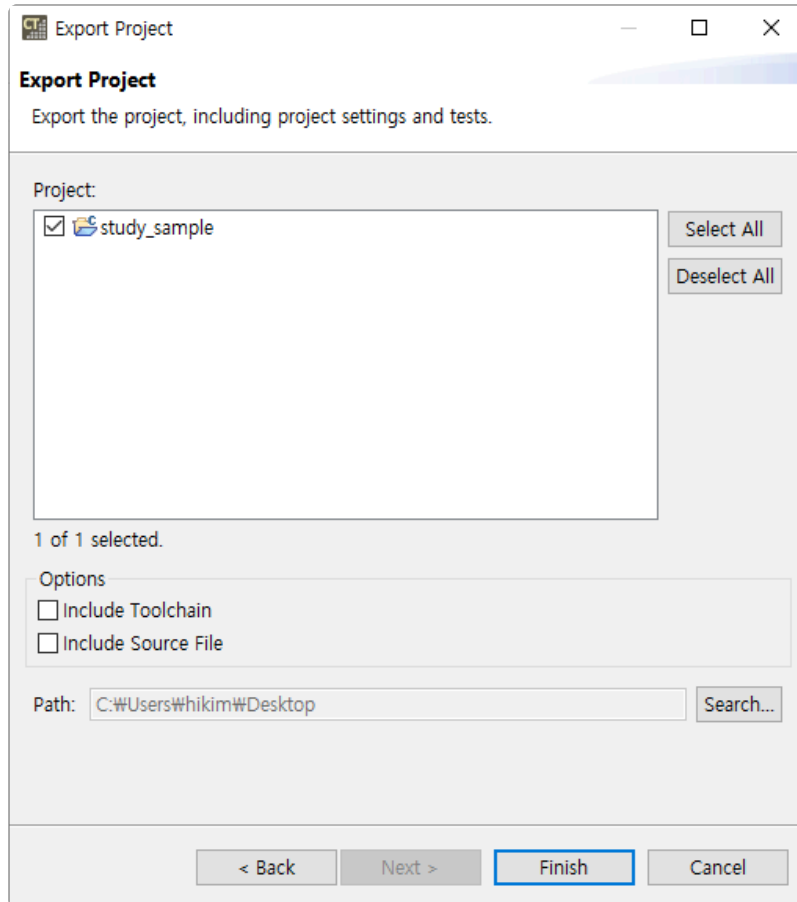 CT Export Project
Export Project
Export the project, including project settings and tests.
Project:
study_sample
Select All
Deselect All
1 of 1 selected.
Options
Include Toolchain
Include Source File
Path: C:₩Users₩hikim₩Desktop Search...
< Back Next > Finish Cancel